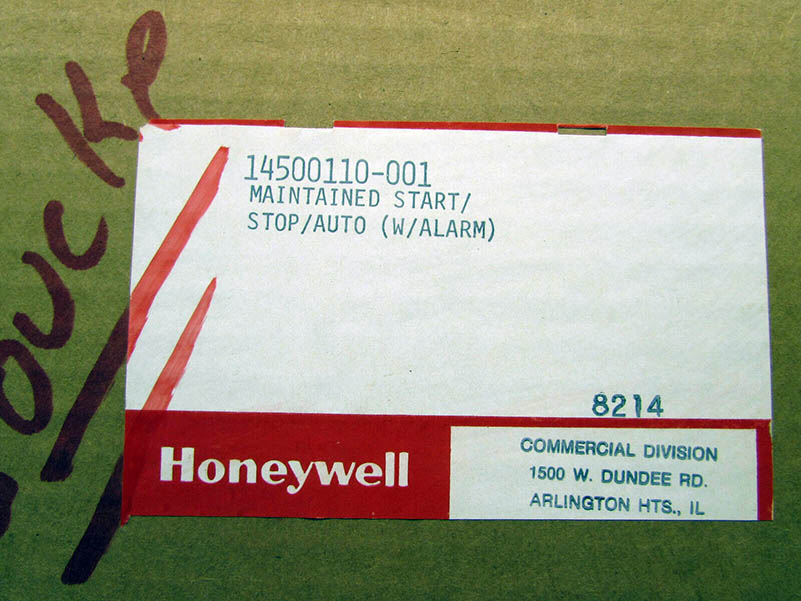 14500110-001
MAINTAINED START/
STOP/AUTO (W/ALARM)
8214
Honeywell
COMMERCIAL DIVISION
1500 W. DUNDEE RD.
ARLINGTON HTS., IL